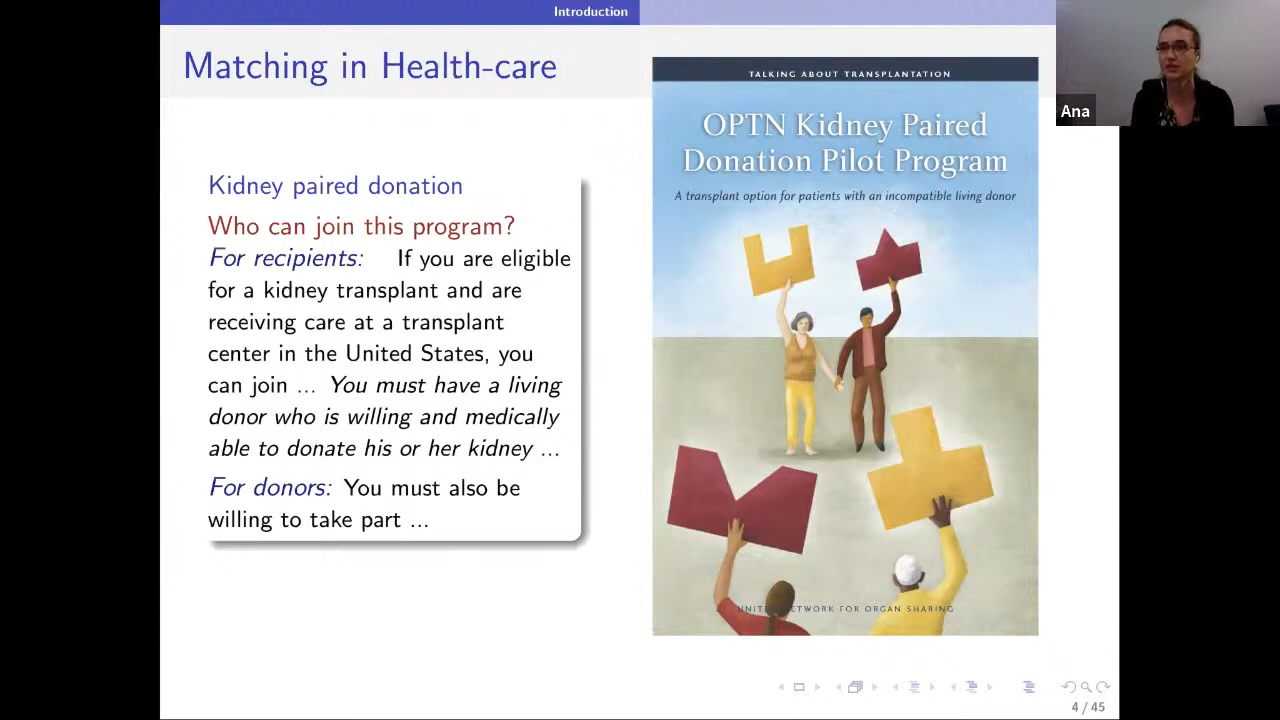 Introduction
Matching in Health-care
Kidney paired donation
Who can join this program?
For recipients: If you are eligible
for a kidney transplant and are
receiving care at a transplant
center in the United States, you
can join ... You must have a living
donor who is willing and medically
able to donate his or her kidney ...
For donors: You must also be
willing to take part ...
TALKING ABOUT TRANSPLANTATION
OPTN Kidney Paired
Donation Pilot Program
A transplant option for patients with an incompatible living donor
UNITED NETWORK FOR ORGAN SHARING
Ana
4 / 45